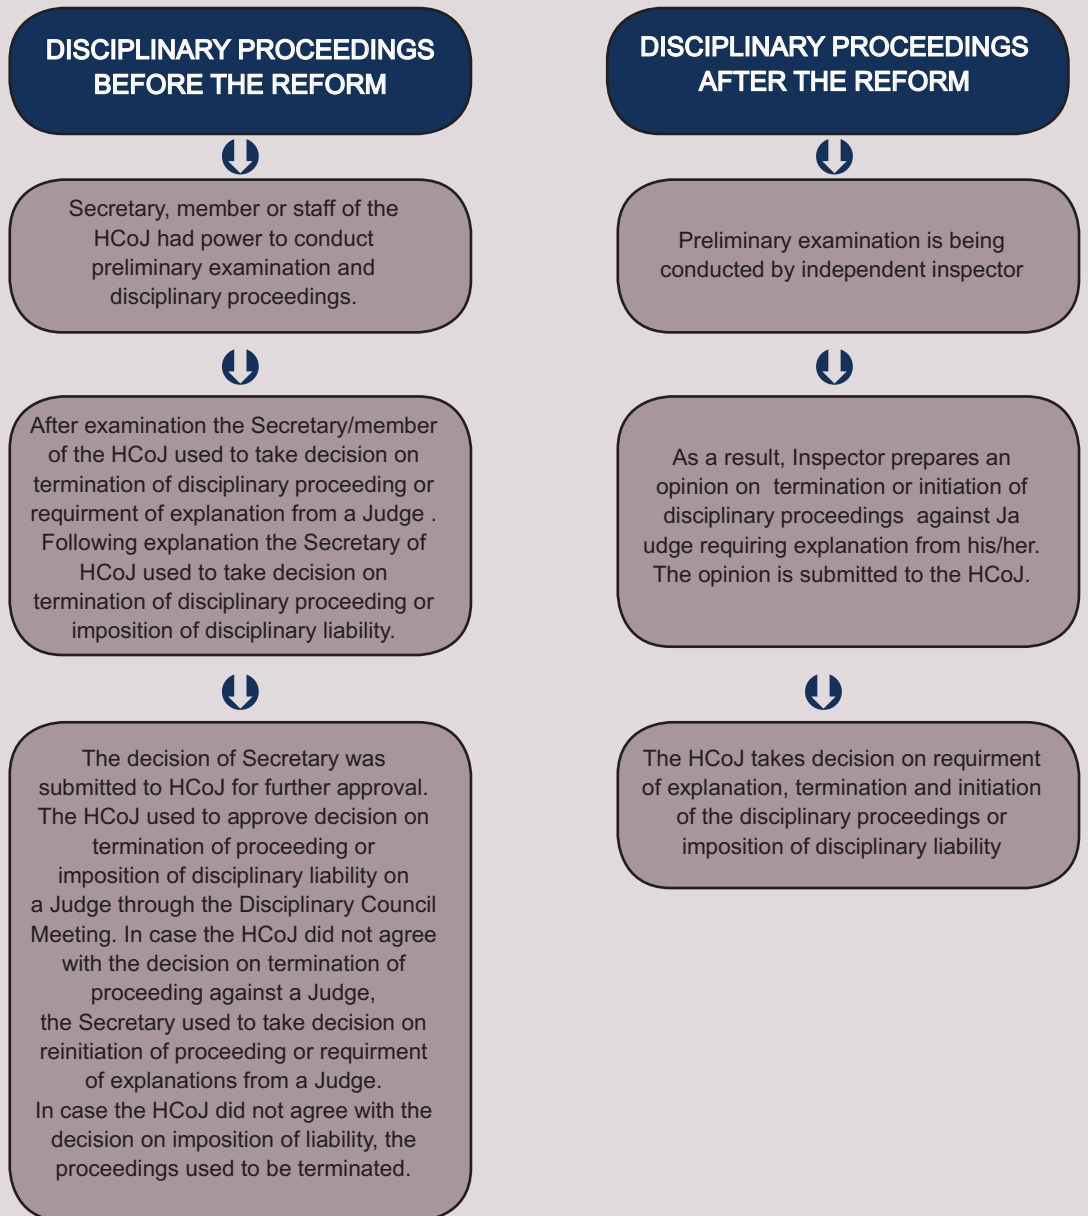 DISCIPLINARY PROCEEDINGS
BEFORE THE REFORM
Secretary, member or staff of the
HCoJ had power to conduct
preliminary examination and
disciplinary proceedings.
After examination the Secretary/member
of the HCoJ used to take decision on
termination of disciplinary proceeding or
requirment of explanation from a Judge .
Following explanation the Secretary of
HCoJ used to take decision on
termination of disciplinary proceeding or
imposition of disciplinary liability.
The decision of Secretary was
submitted to HCoJ for further approval.
The HCoJ used to approve decision on
termination of proceeding or
imposition of disciplinary liability on
a Judge through the Disciplinary Council
Meeting. In case the HCoJ did not agree
with the decision on termination of
proceeding against a Judge,
the Secretary used to take decision on
reinitiation of proceeding or requirment
of explanations from a Judge.
In case the HCoJ did not agree with the
decision on imposition of liability, the
proceedings used to be terminated.
DISCIPLINARY PROCEEDINGS
AFTER THE REFORM
Preliminary examination is being
conducted by independent inspector
As a result, Inspector prepares an
opinion on  termination or initiation of
disciplinary proceedings  against Ja
udge requiring explanation from his/her.
The opinion is submitted to the HCoJ.
The HCoJ takes decision on requirment
of explanation, termination and initiation
of the disciplinary proceedings or
imposition of disciplinary liability